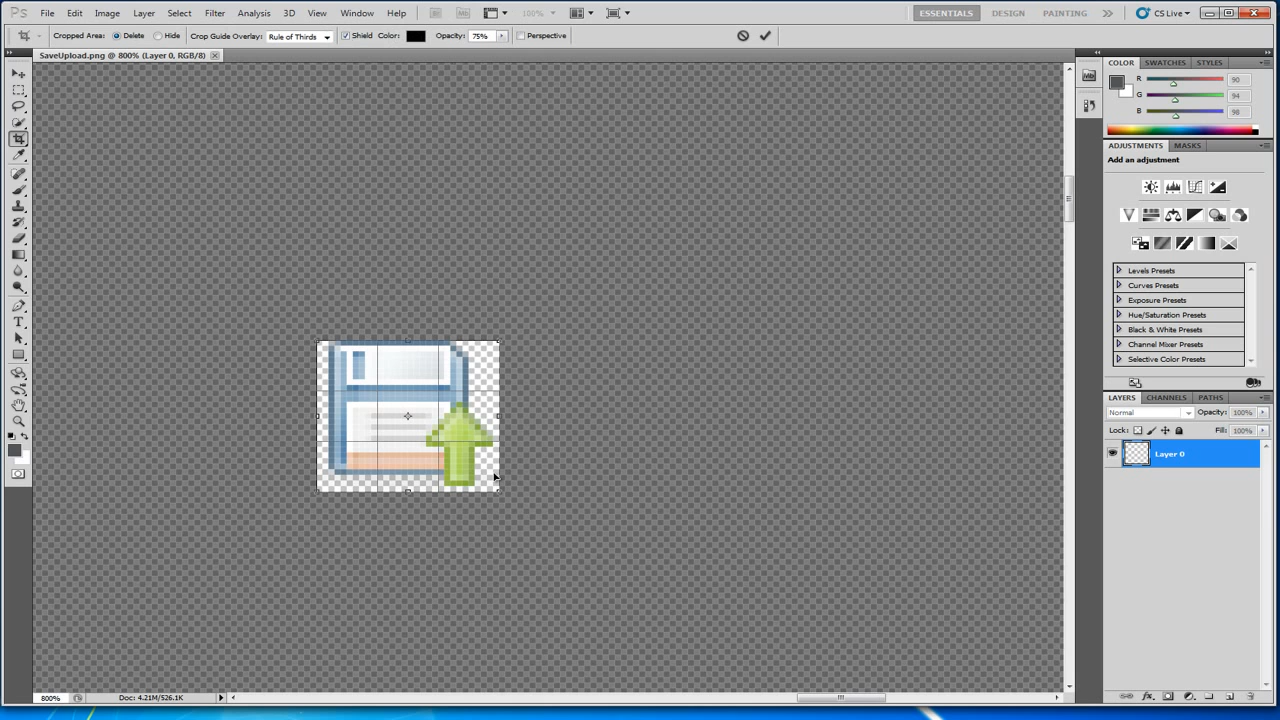 Ps File Edit Image Layer Select Filter Analysis 3D View Window Help Br Mb 100% ESSENTIALS DESIGN PAINTING CS Live
Cropped Area: Delete Hide Crop Guide Overlay: Rule of Thirds Shield Color: Opacity: 75% Perspective
SaveUpload.png @ 800% (Layer 0, RGB/8)
COLOR SWATCHES STYLES
R 90
G 94
B 98
ADJUSTMENTS MASKS
Add an adjustment
Levels Presets
Curves Presets
Exposure Presets
Hue/Saturation Presets
Black & White Presets
Channel Mixer Presets
Selective Color Presets
LAYERS CHANNELS PATHS
Normal Opacity: 100%
Lock: Fill: 100%
Layer 0
800% Doc: 4.21M/526.1K